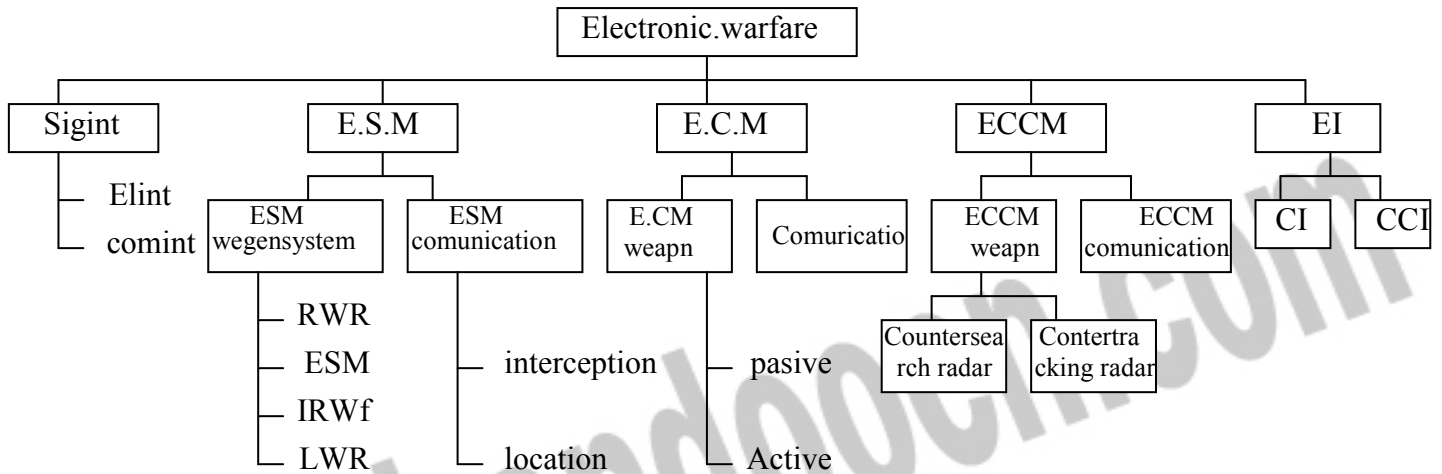 Electronic.warfare
Sigint
E.S.M
E.C.M
ECCM
EI
Elint
comint
ESM
wegensystem
ESM
comunication
E.CM
weapn
Comuricatio
ECCM
weapn
ECCM
comunication
CI
CCI
RWR
ESM
IRWf
LWR
interception
location
pasive
Active
Countersea
rch radar
Contertra
cking radar